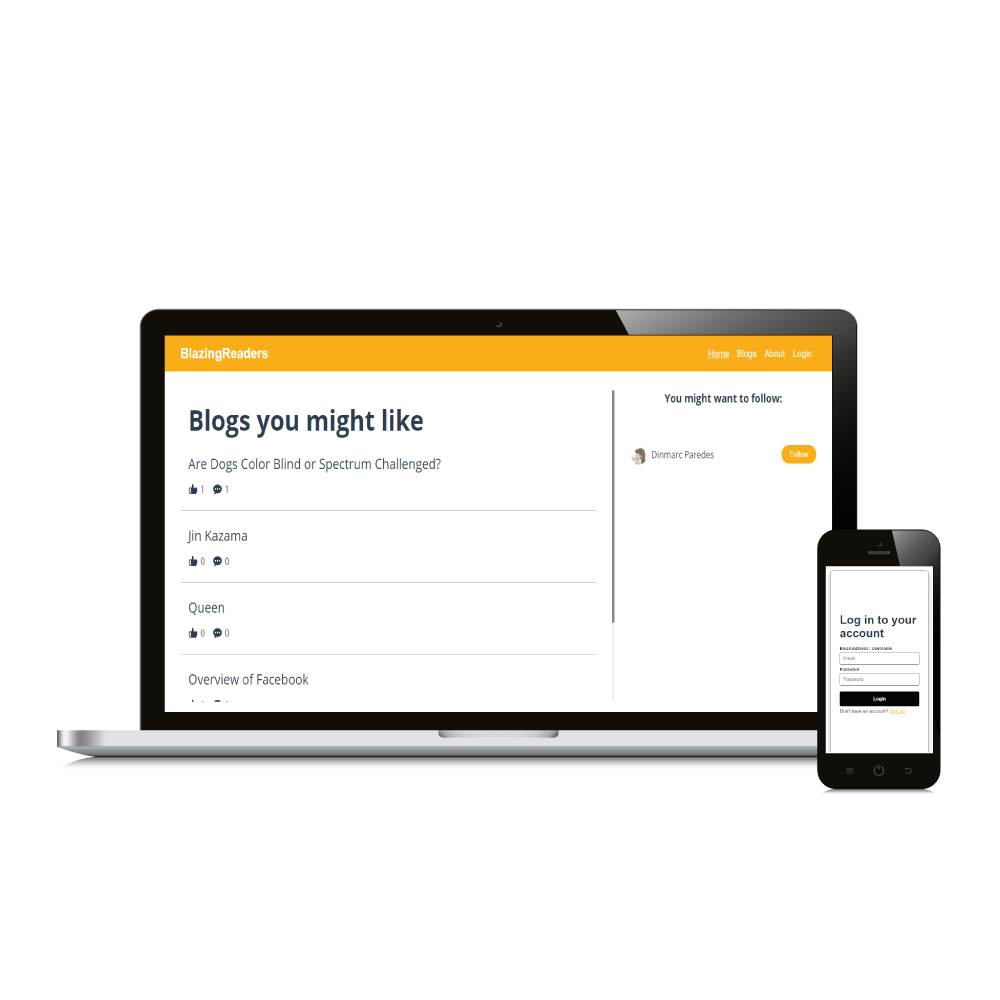 BlazingReaders
Home Blogs About Login
Blogs you might like
Are Dogs Color Blind or Spectrum Challenged?
1 1
Jin Kazama
0 0
Queen
0 0
Overview of Facebook
You might want to follow:
Dinmarc Paredes
Follow
Log in to your
account
Email Address / Username
Email
Password
Password
Login
Don't have an account? Sign up